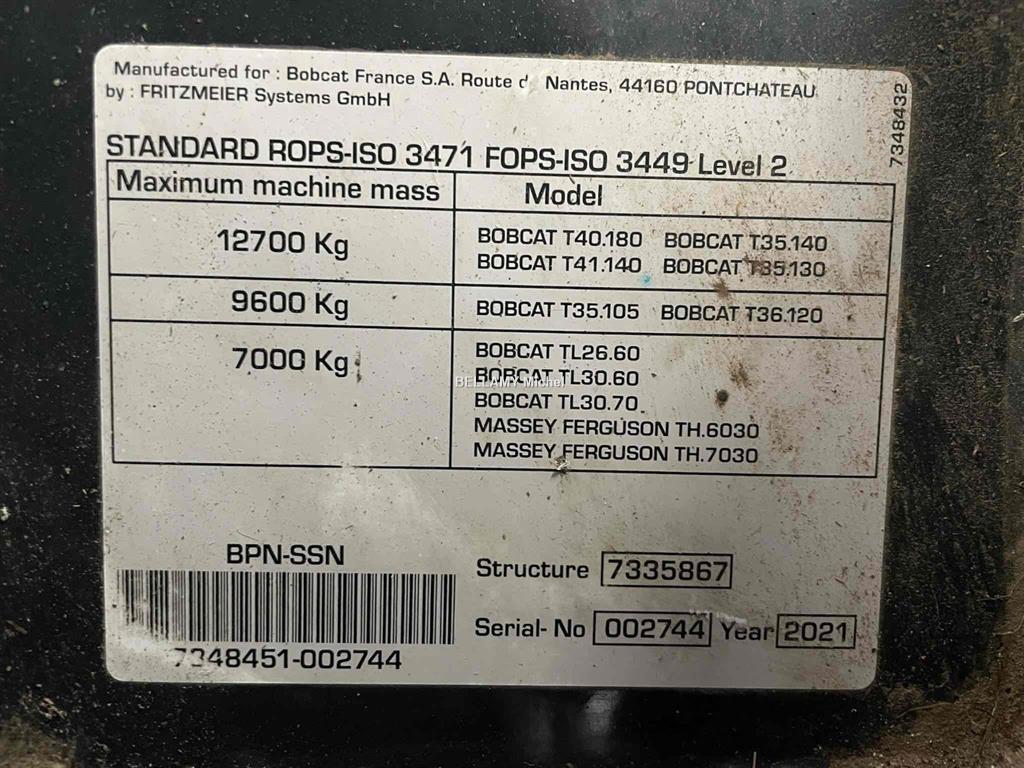 Manufactured for : Bobcat France S.A. Route d Nantes, 44160 PONTCHATEAU
by : FRITZMEIER Systems GmbH
7348432
STANDARD ROPS-ISO 3471 FOPS-ISO 3449 Level 2
Maximum machine mass Model
12700 Kg
BOBCAT T40.180 BOBCAT T35.140
BOBCAT T41.140 BOBCAT T35.130
9600 Kg BOBCAT T35.105 BOBCAT T36.120
7000 Kg BOBCAT TL26.60
BOBCAT TL30.60
BELLAMY Michel
BOBCAT TL30.70
MASSEY FERGUSON TH.6030
MASSEY FERGUSON TH.7030
BPN-SSN
Structure 7335867
Serial- No 002744 Year 2021
7348451-002744